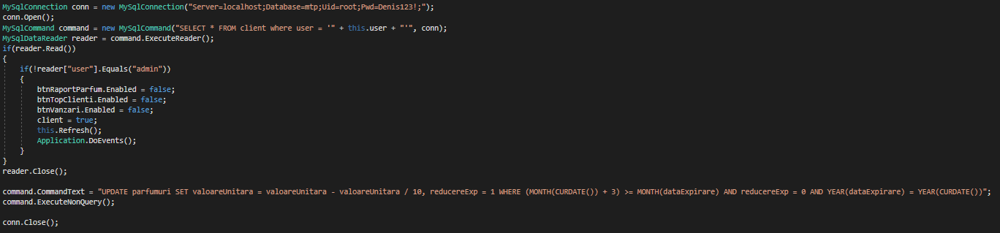 MySqlConnection conn = new MySqlConnection("Server=localhost;Database=mtp;Uid=root;Pwd=Denis123!;");
conn.Open();
MySqlCommand command = new MySqlCommand("SELECT * FROM client where user = '" + this.user + "'", conn);
MySqlDataReader reader = command.ExecuteReader();
if(reader.Read())
{
    if(!reader["user"].Equals("admin"))
    {
        btnRaportParfum.Enabled = false;
        btnTopClienti.Enabled = false;
        btnVanzari.Enabled = false;
        client = true;
        this.Refresh();
        Application.DoEvents();
    }
}
reader.Close();

command.CommandText = "UPDATE parfumuri SET valoareUnitara = valoareUnitara - valoareUnitara / 10, reducereExp = 1 WHERE (MONTH(CURDATE()) + 3) >= MONTH(dataExpirare) AND reducereExp = 0 AND YEAR(dataExpirare) = YEAR(CURDATE())";
command.ExecuteNonQuery();

conn.Close();